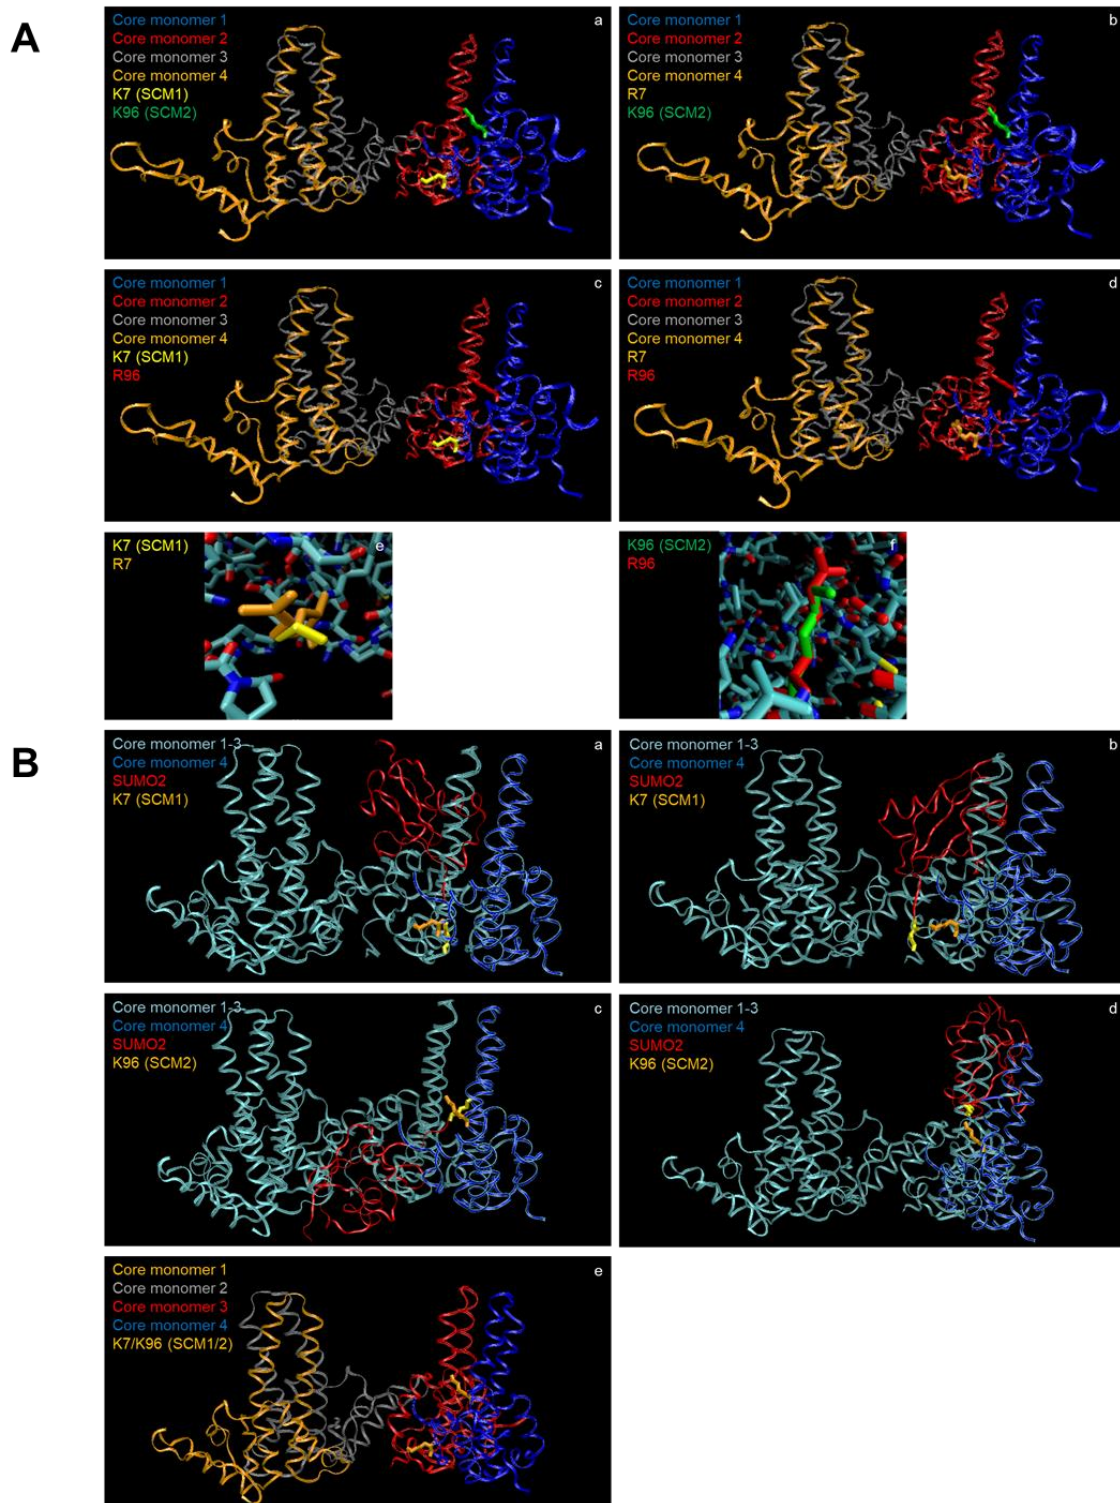 A
Core monomer 1
Core monomer 2
Core monomer 3
Core monomer 4
K7 (SCM1)
K96 (SCM2)
a
Core monomer 1
Core monomer 2
Core monomer 3
Core monomer 4
R7
K96 (SCM2)
b
Core monomer 1
Core monomer 2
Core monomer 3
Core monomer 4
K7 (SCM1)
R96
c
Core monomer 1
Core monomer 2
Core monomer 3
Core monomer 4
R7
R96
d
K7 (SCM1)
R7
e
K96 (SCM2)
R96
f
B
Core monomer 1-3
Core monomer 4
SUMO2
K7 (SCM1)
a
Core monomer 1-3
Core monomer 4
SUMO2
K7 (SCM1)
b
Core monomer 1-3
Core monomer 4
SUMO2
K96 (SCM2)
c
Core monomer 1-3
Core monomer 4
SUMO2
K96 (SCM2)
d
Core monomer 1
Core monomer 2
Core monomer 3
Core monomer 4
K7/K96 (SCM1/2)
e